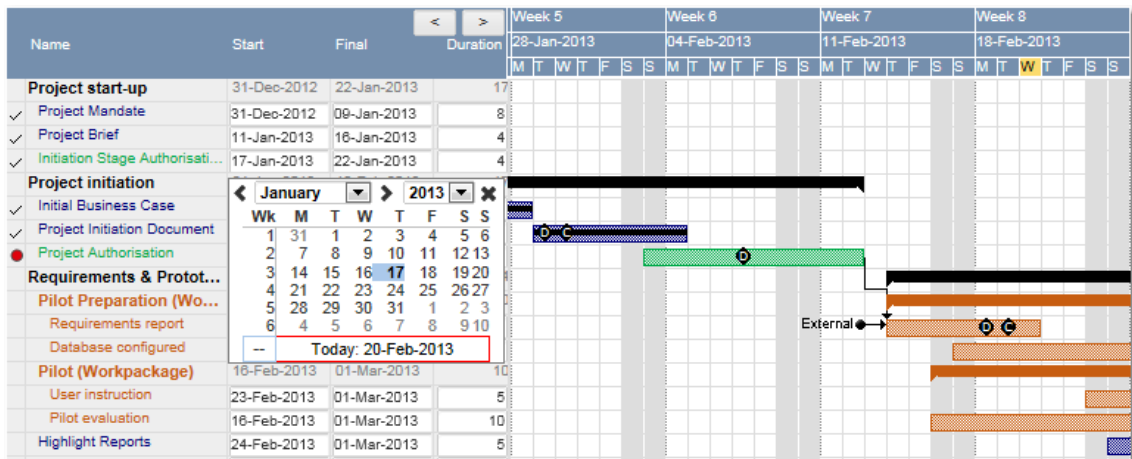 < >
Week 5 Week 6 Week 7 Week 8
Name Start Final Duration 28-Jan-2013 04-Feb-2013 11-Feb-2013 18-Feb-2013
M T W T F S S M T W T F S S M T W T F S S M T W T F S S
Project start-up 31-Dec-2012 22-Jan-2013 17
Project Mandate 31-Dec-2012 09-Jan-2013 8
Project Brief 11-Jan-2013 16-Jan-2013 4
Initiation Stage Authorisati... 17-Jan-2013 22-Jan-2013 4
Project initiation
January 2013
Initial Business Case
Wk M T W T F S S
Project Initiation Document D C
1 31 1 2 3 4 5 6
2 7 8 9 10 11 12 13
Project Authorisation D
3 14 15 16 17 18 19 20
Requirements & Protot...
4 21 22 23 24 25 26 27
Pilot Preparation (Wo...
5 28 29 30 31 1 2 3
Requirements report External D C
6 4 5 6 7 8 9 10
Database configured
-- Today: 20-Feb-2013
Pilot (Workpackage) 16-Feb-2013 01-Mar-2013 10
User instruction 23-Feb-2013 01-Mar-2013 5
Pilot evaluation 16-Feb-2013 01-Mar-2013 10
Highlight Reports 24-Feb-2013 01-Mar-2013 5